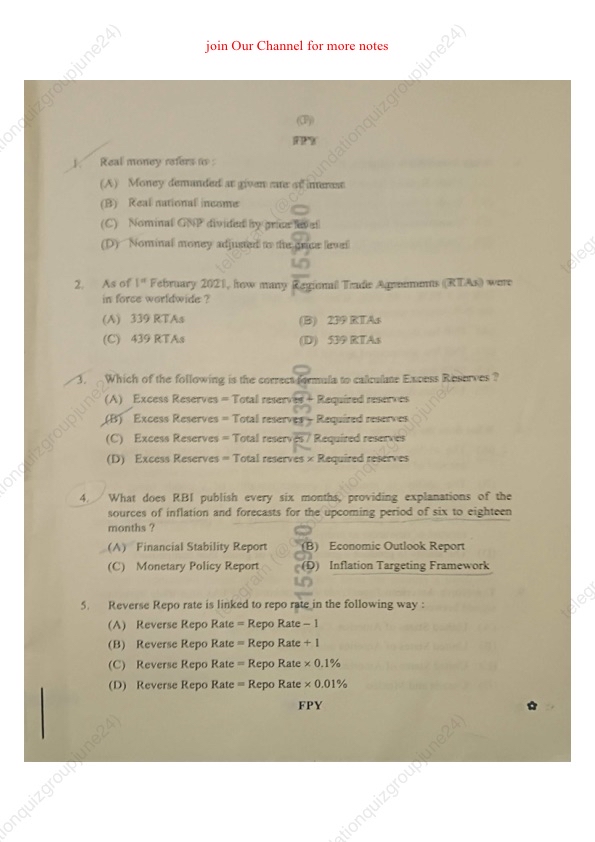 join Our Channel for more notes
(3)
FPY
1. Real money refers to :
(A) Money demanded at given rate of interest
(B) Real national income
(C) Nominal GNP divided by price level
(D) Nominal money adjusted to the price level
2. As of 1st February 2021, how many Regional Trade Agreements (RTAs) were
in force worldwide ?
(A) 339 RTAs (B) 239 RTAs
(C) 439 RTAs (D) 539 RTAs
3. Which of the following is the correct formula to calculate Excess Reserves ?
(A) Excess Reserves = Total reserves + Required reserves
(B) Excess Reserves = Total reserves – Required reserves
(C) Excess Reserves = Total reserves / Required reserves
(D) Excess Reserves = Total reserves × Required reserves
4. What does RBI publish every six months, providing explanations of the
sources of inflation and forecasts for the upcoming period of six to eighteen
months ?
(A) Financial Stability Report (B) Economic Outlook Report
(C) Monetary Policy Report (D) Inflation Targeting Framework
5. Reverse Repo rate is linked to repo rate in the following way :
(A) Reverse Repo Rate = Repo Rate – 1
(B) Reverse Repo Rate = Repo Rate + 1
(C) Reverse Repo Rate = Repo Rate × 0.1%
(D) Reverse Repo Rate = Repo Rate × 0.01%
FPY
7153940
7153940
7153940
telegram (@cafoundationquizgroupjune24)